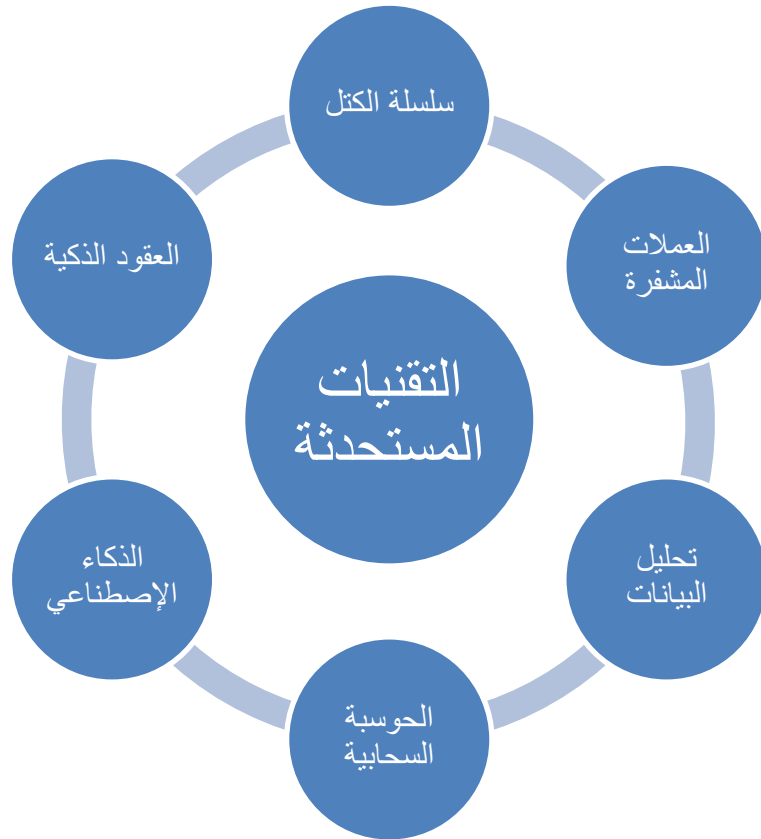 سلسلة الكتل
العملات
المشفرة
تحليل
البيانات
الحوسبة
السحابية
الذكاء
الإصطناعي
العقود الذكية
التقنيات
المستحدثة